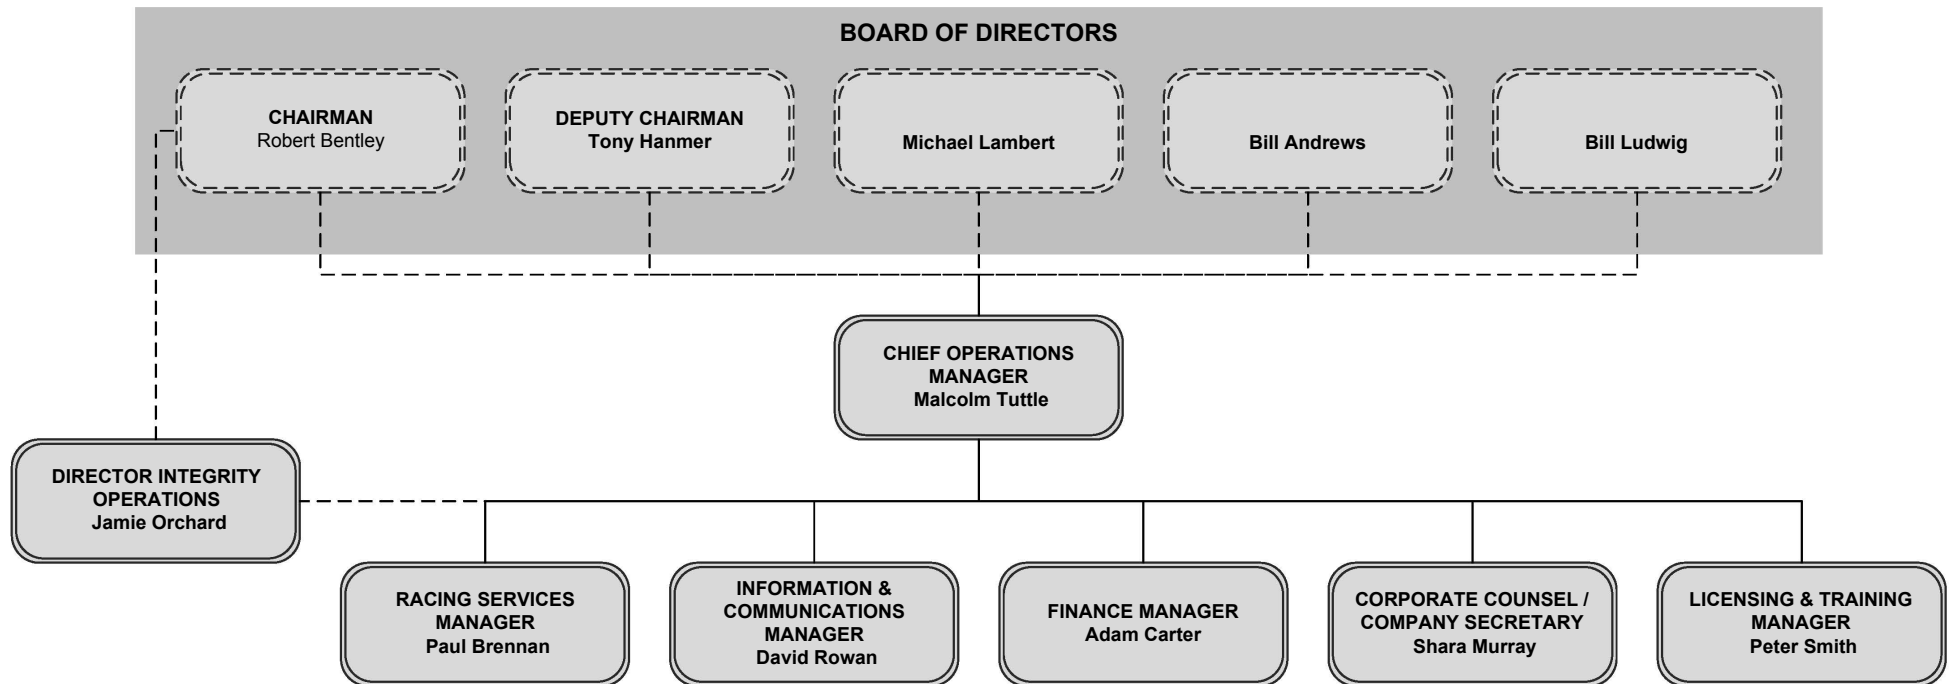 BOARD OF DIRECTORS
CHAIRMAN
Robert Bentley
DEPUTY CHAIRMAN
Tony Hanmer
Michael Lambert
Bill Andrews
Bill Ludwig
CHIEF OPERATIONS
MANAGER
Malcolm Tuttle
DIRECTOR INTEGRITY
OPERATIONS
Jamie Orchard
RACING SERVICES
MANAGER
Paul Brennan
INFORMATION &
COMMUNICATIONS
MANAGER
David Rowan
FINANCE MANAGER
Adam Carter
CORPORATE COUNSEL /
COMPANY SECRETARY
Shara Murray
LICENSING & TRAINING
MANAGER
Peter Smith